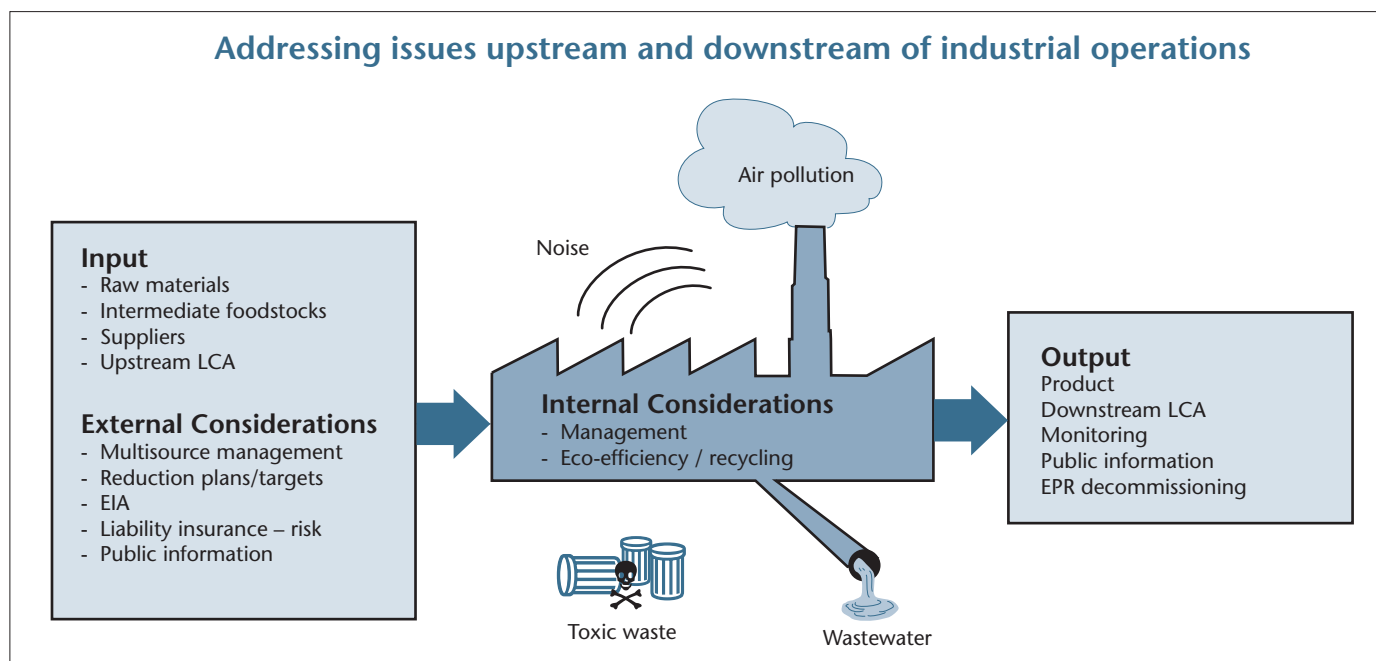 Addressing issues upstream and downstream of industrial operations
Air pollution
Noise
Input
- Raw materials
- Intermediate foodstocks
- Suppliers
- Upstream LCA
External Considerations
- Multisource management
- Reduction plans/targets
- EIA
- Liability insurance – risk
- Public information
Internal Considerations
- Management
- Eco-efficiency / recycling
Output
Product
Downstream LCA
Monitoring
Public information
EPR decommissioning
Toxic waste
Wastewater